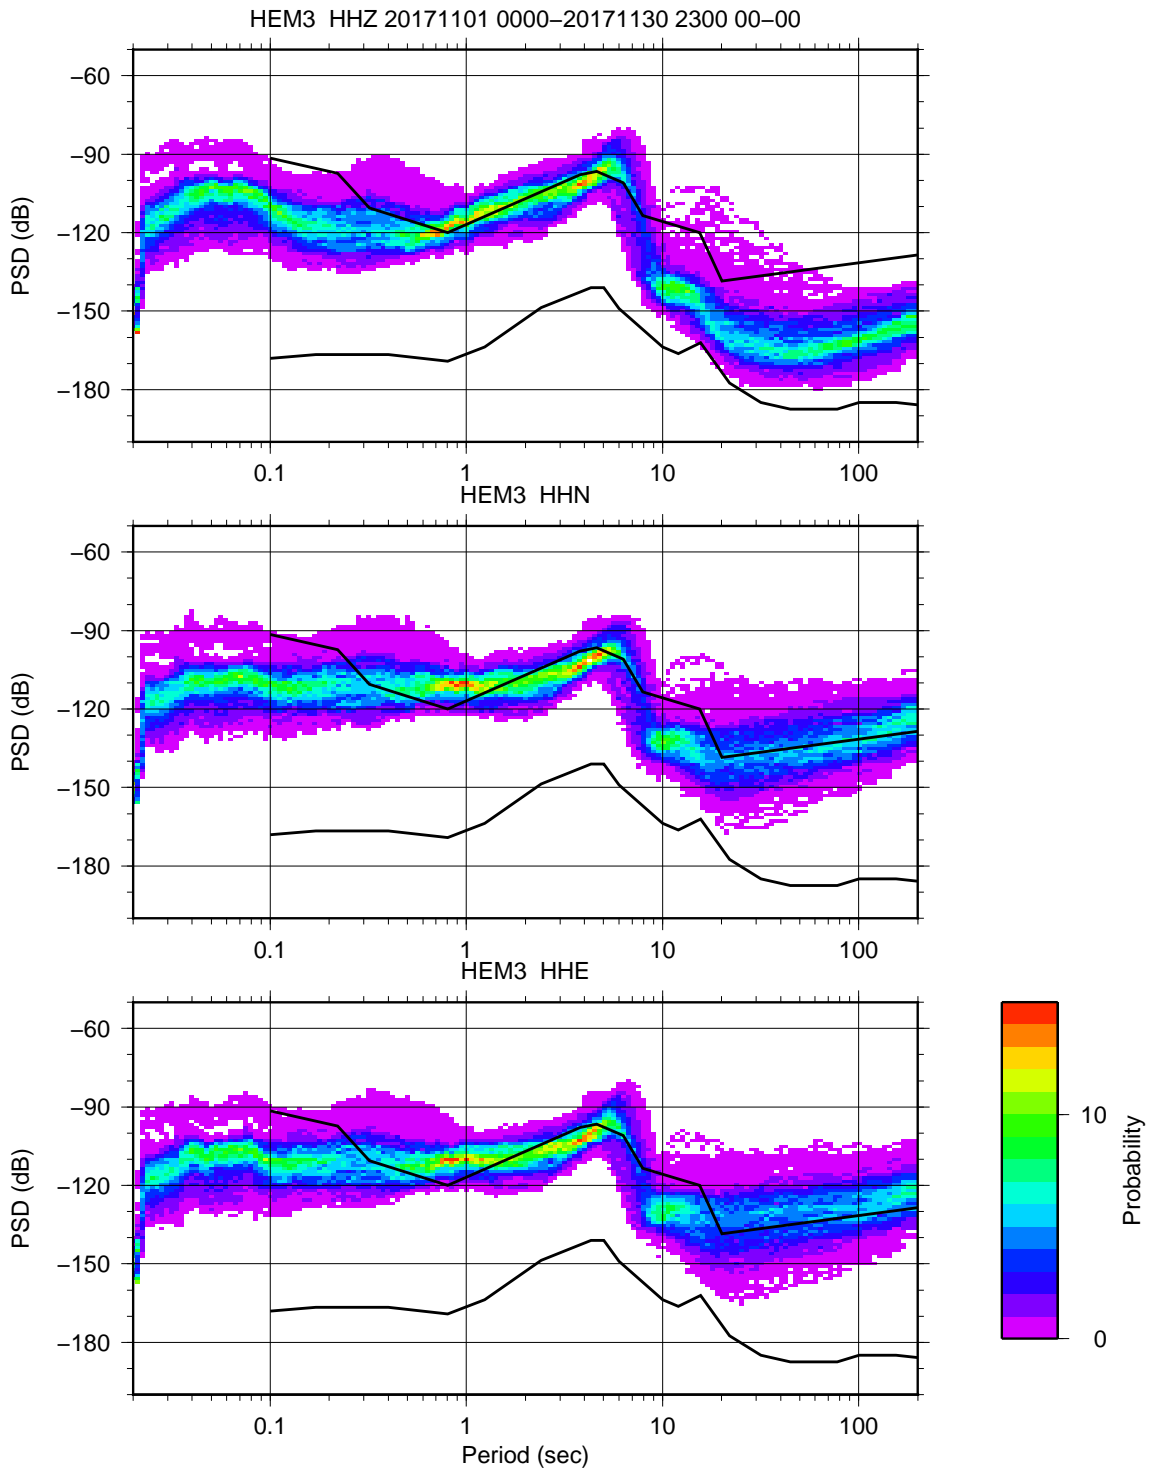 HEM3 HHZ 20171101 0000−20171130 2300 00−00
−60
−90
−120
−150
−180
PSD (dB)
0.1 1 10 100
HEM3 HHN
−60
−90
−120
−150
−180
PSD (dB)
0.1 1 10 100
HEM3 HHE
−60
−90
−120
−150
−180
PSD (dB)
0.1 1 10 100
Period (sec)
10
0
Probability